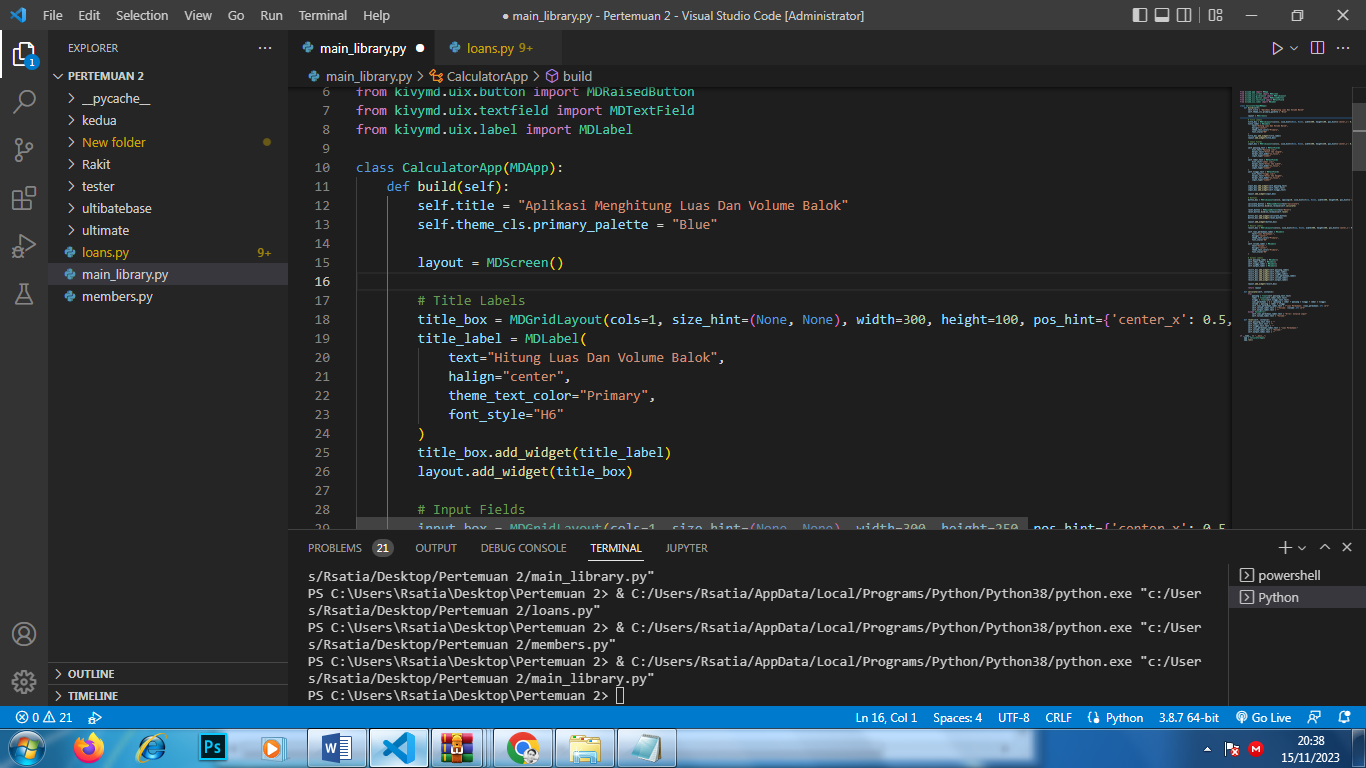 File Edit Selection View Go Run Terminal Help
● main_library.py - Pertemuan 2 - Visual Studio Code [Administrator]
EXPLORER
PERTEMUAN 2
__pycache__
kedua
New folder
Rakit
tester
ultibatebase
ultimate
loans.py 9+
main_library.py
members.py
OUTLINE
TIMELINE
1
main_library.py ●
loans.py 9+
main_library.py > CalculatorApp > build
6 from kivymd.uix.button import MDRaisedButton
7 from kivymd.uix.textfield import MDTextField
8 from kivymd.uix.label import MDLabel
9
10 class CalculatorApp(MDApp):
11 def build(self):
12 self.title = "Aplikasi Menghitung Luas Dan Volume Balok"
13 self.theme_cls.primary_palette = "Blue"
14
15 layout = MDScreen()
16
17 # Title Labels
18 title_box = MDGridLayout(cols=1, size_hint=(None, None), width=300, height=100, pos_hint={'center_x': 0.5,
19 title_label = MDLabel(
20 text="Hitung Luas Dan Volume Balok",
21 halign="center",
22 theme_text_color="Primary",
23 font_style="H6"
24 )
25 title_box.add_widget(title_label)
26 layout.add_widget(title_box)
27
28 # Input Fields
29 input_box = MDGridLayout(cols=1, size_hint=(None, None), width=300, height=250, pos_hint={'center_x': 0.5,
PROBLEMS 21 OUTPUT DEBUG CONSOLE TERMINAL JUPYTER
s/Rsatia/Desktop/Pertemuan 2/main_library.py"
PS C:\Users\Rsatia\Desktop\Pertemuan 2> & C:/Users/Rsatia/AppData/Local/Programs/Python/Python38/python.exe "c:/User
s/Rsatia/Desktop/Pertemuan 2/loans.py"
PS C:\Users\Rsatia\Desktop\Pertemuan 2> & C:/Users/Rsatia/AppData/Local/Programs/Python/Python38/python.exe "c:/User
s/Rsatia/Desktop/Pertemuan 2/members.py"
PS C:\Users\Rsatia\Desktop\Pertemuan 2> & C:/Users/Rsatia/AppData/Local/Programs/Python/Python38/python.exe "c:/User
s/Rsatia/Desktop/Pertemuan 2/main_library.py"
PS C:\Users\Rsatia\Desktop\Pertemuan 2>
powershell
Python
0 21
Ln 16, Col 1 Spaces: 4 UTF-8 CRLF Python 3.8.7 64-bit Go Live
Ps
W
M
20:38
15/11/2023